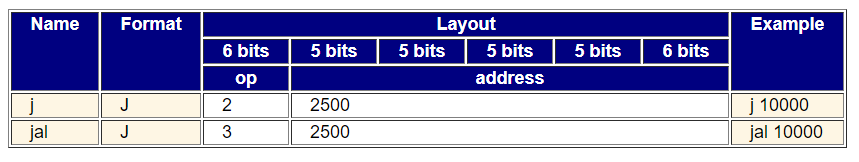 Name Format Layout Example
6 bits 5 bits 5 bits 5 bits 5 bits 6 bits
op address
j J 2 2500 j 10000
jal J 3 2500 jal 10000